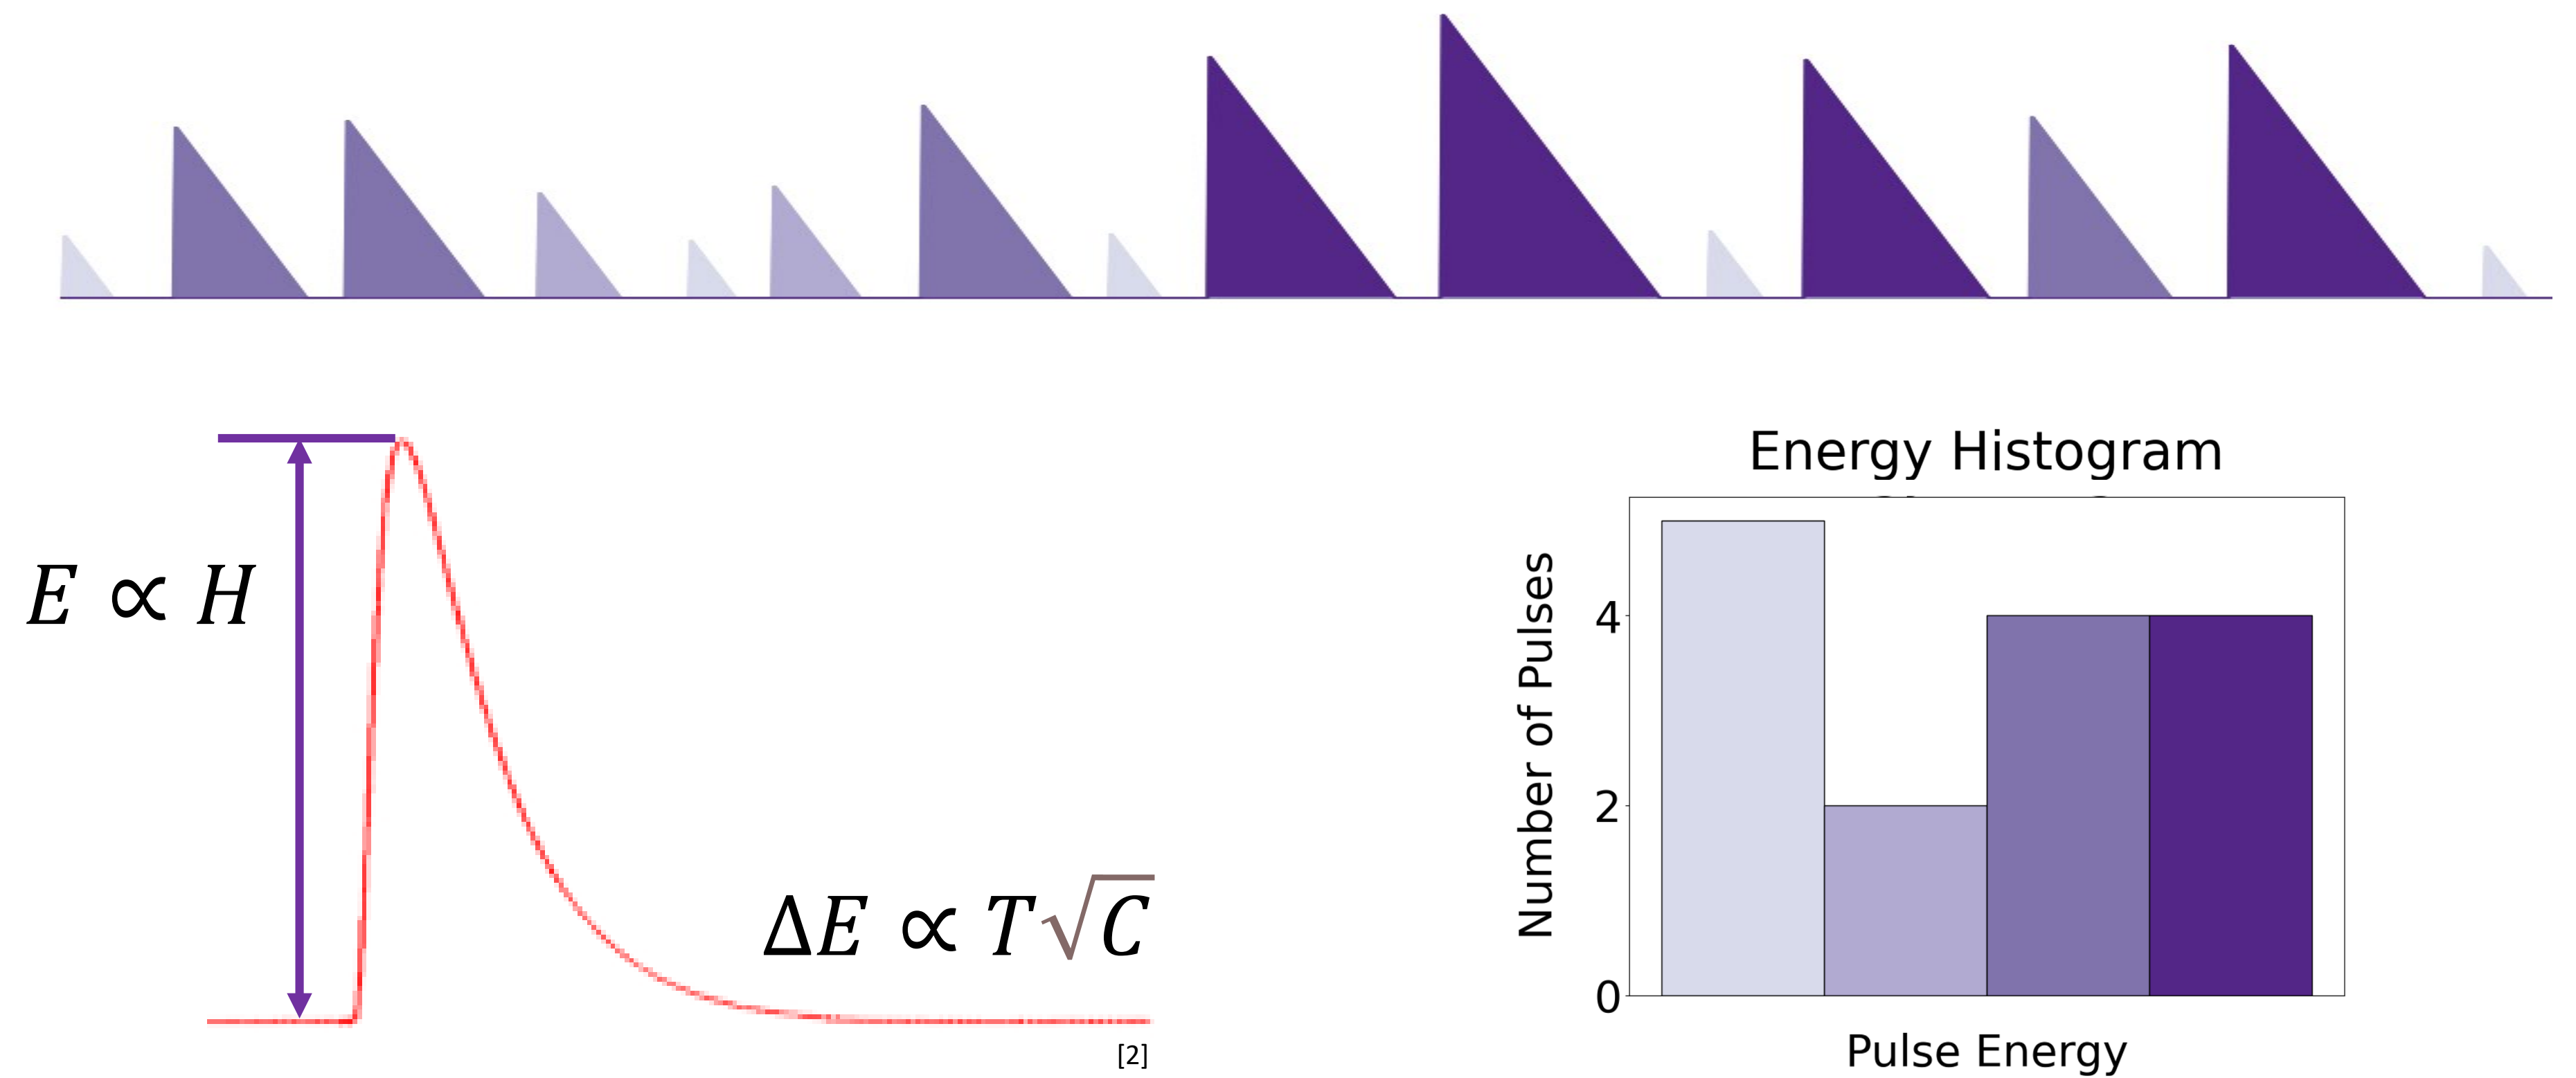 E ∝ H
ΔE ∝ T√C
[2]
Energy Histogram
Number of Pulses
4
2
0
Pulse Energy